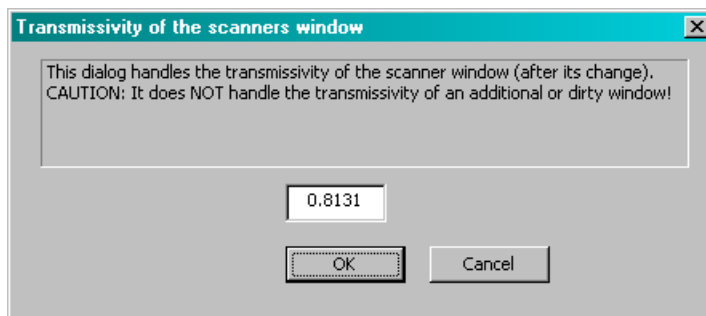 Transmissivity of the scanners window
This dialog handles the transmissivity of the scanner window (after its change).
CAUTION: It does NOT handle the transmissivity of an additional or dirty window!
0.8131
OK Cancel